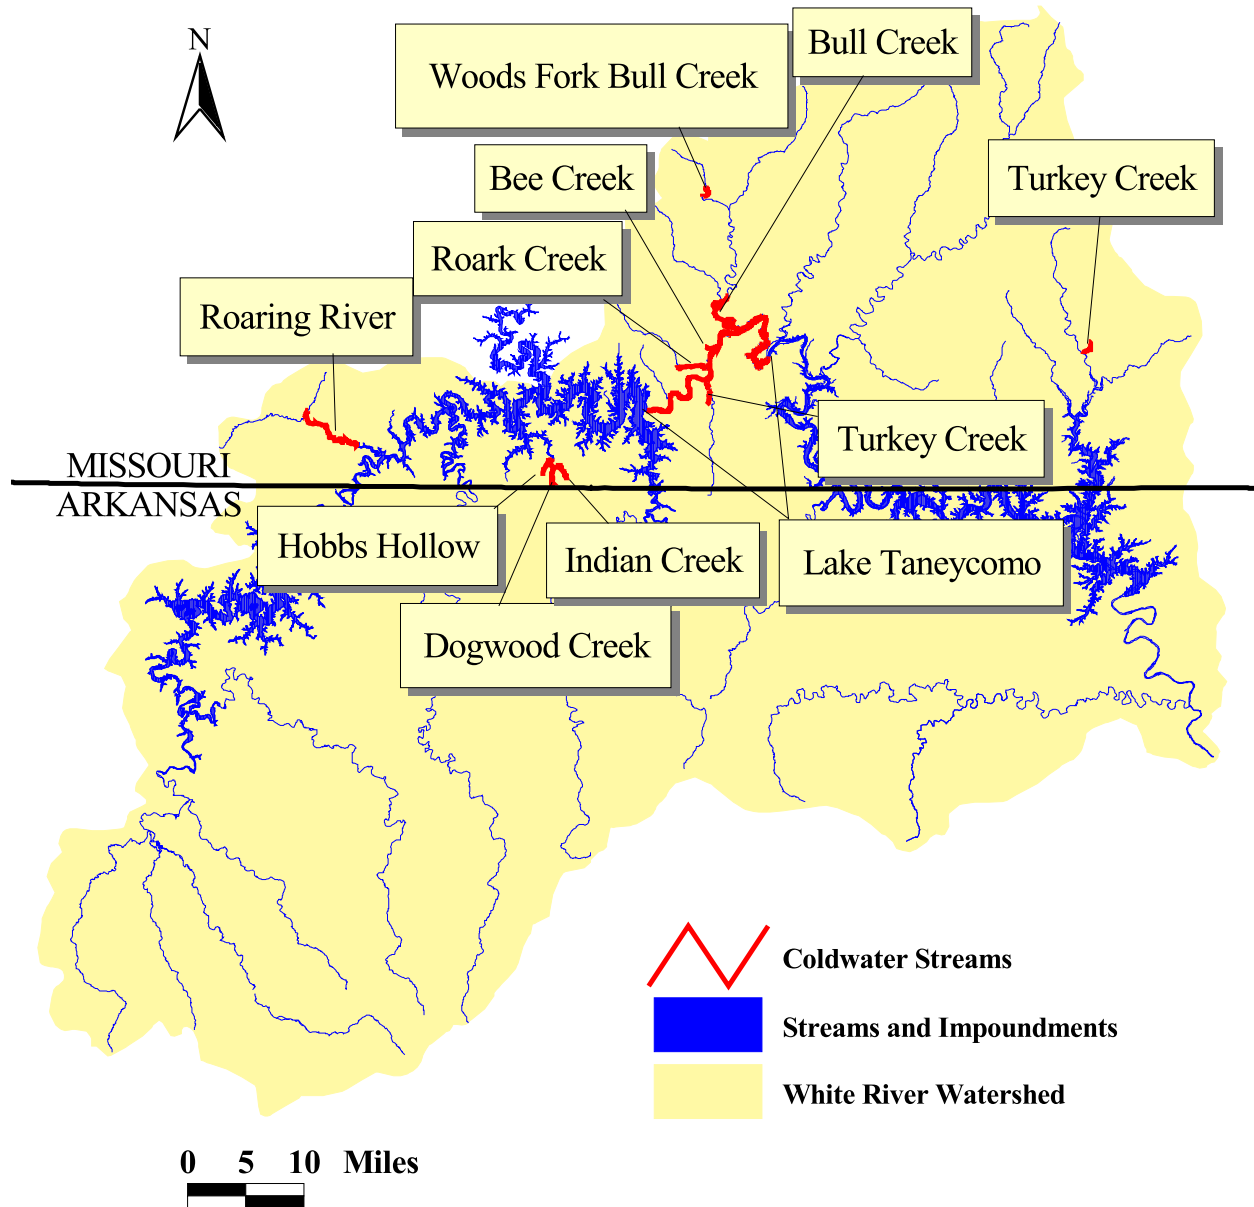 N
Woods Fork Bull Creek
Bull Creek
Bee Creek
Turkey Creek
Roark Creek
Roaring River
Turkey Creek
MISSOURI
ARKANSAS
Hobbs Hollow
Indian Creek
Lake Taneycomo
Dogwood Creek
Coldwater Streams
Streams and Impoundments
White River Watershed
0 5 10 Miles